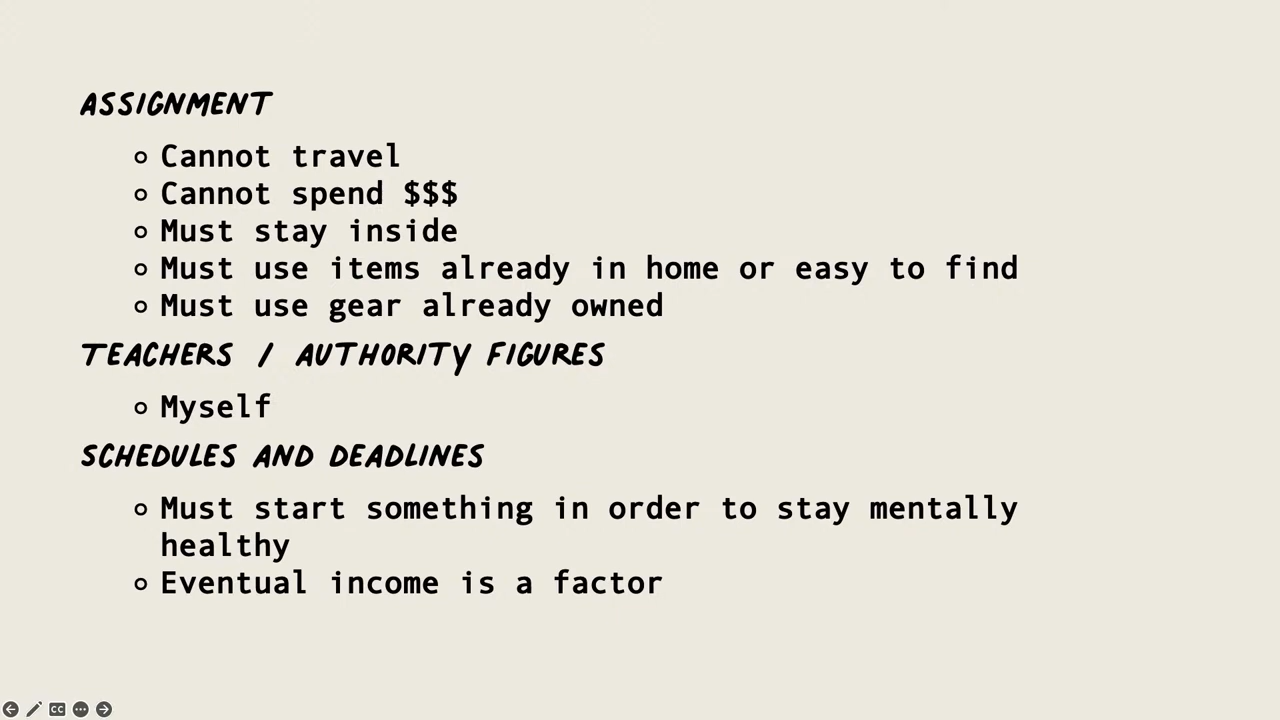 ASSIGNMENT
Cannot travel
Cannot spend $$$
Must stay inside
Must use items already in home or easy to find
Must use gear already owned
TEACHERS / AUTHORITY FIGURES
Myself
SCHEDULES AND DEADLINES
Must start something in order to stay mentally
healthy
Eventual income is a factor
CC